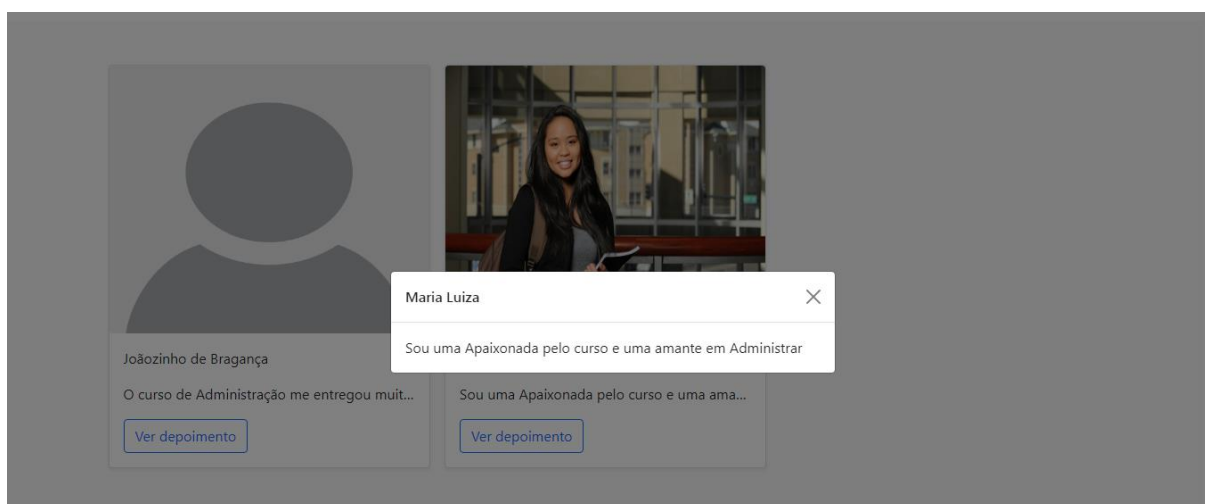 Maria Luiza
Sou uma Apaixonada pelo curso e uma amante em Administrar
Joãozinho de Bragança
O curso de Administração me entregou muit...
Ver depoimento
Sou uma Apaixonada pelo curso e uma ama...
Ver depoimento